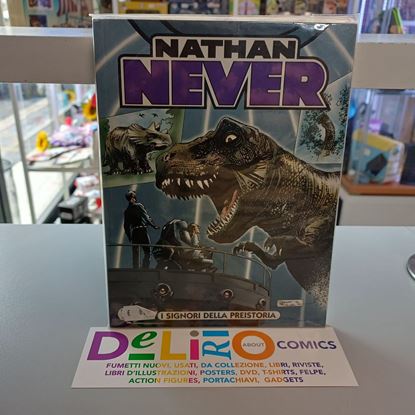 NATHAN
NEVER
I SIGNORI DELLA PREISTORIA
DeLiRiO ABOUT COMICS
FUMETTI NUOVI, USATI, DA COLLEZIONE, LIBRI, RIVISTE,
LIBRI D'ILLUSTRAZIONI, POSTERS, DVD, T-SHIRTS, FELPE,
ACTION FIGURES, PORTACHIAVI, GADGETS